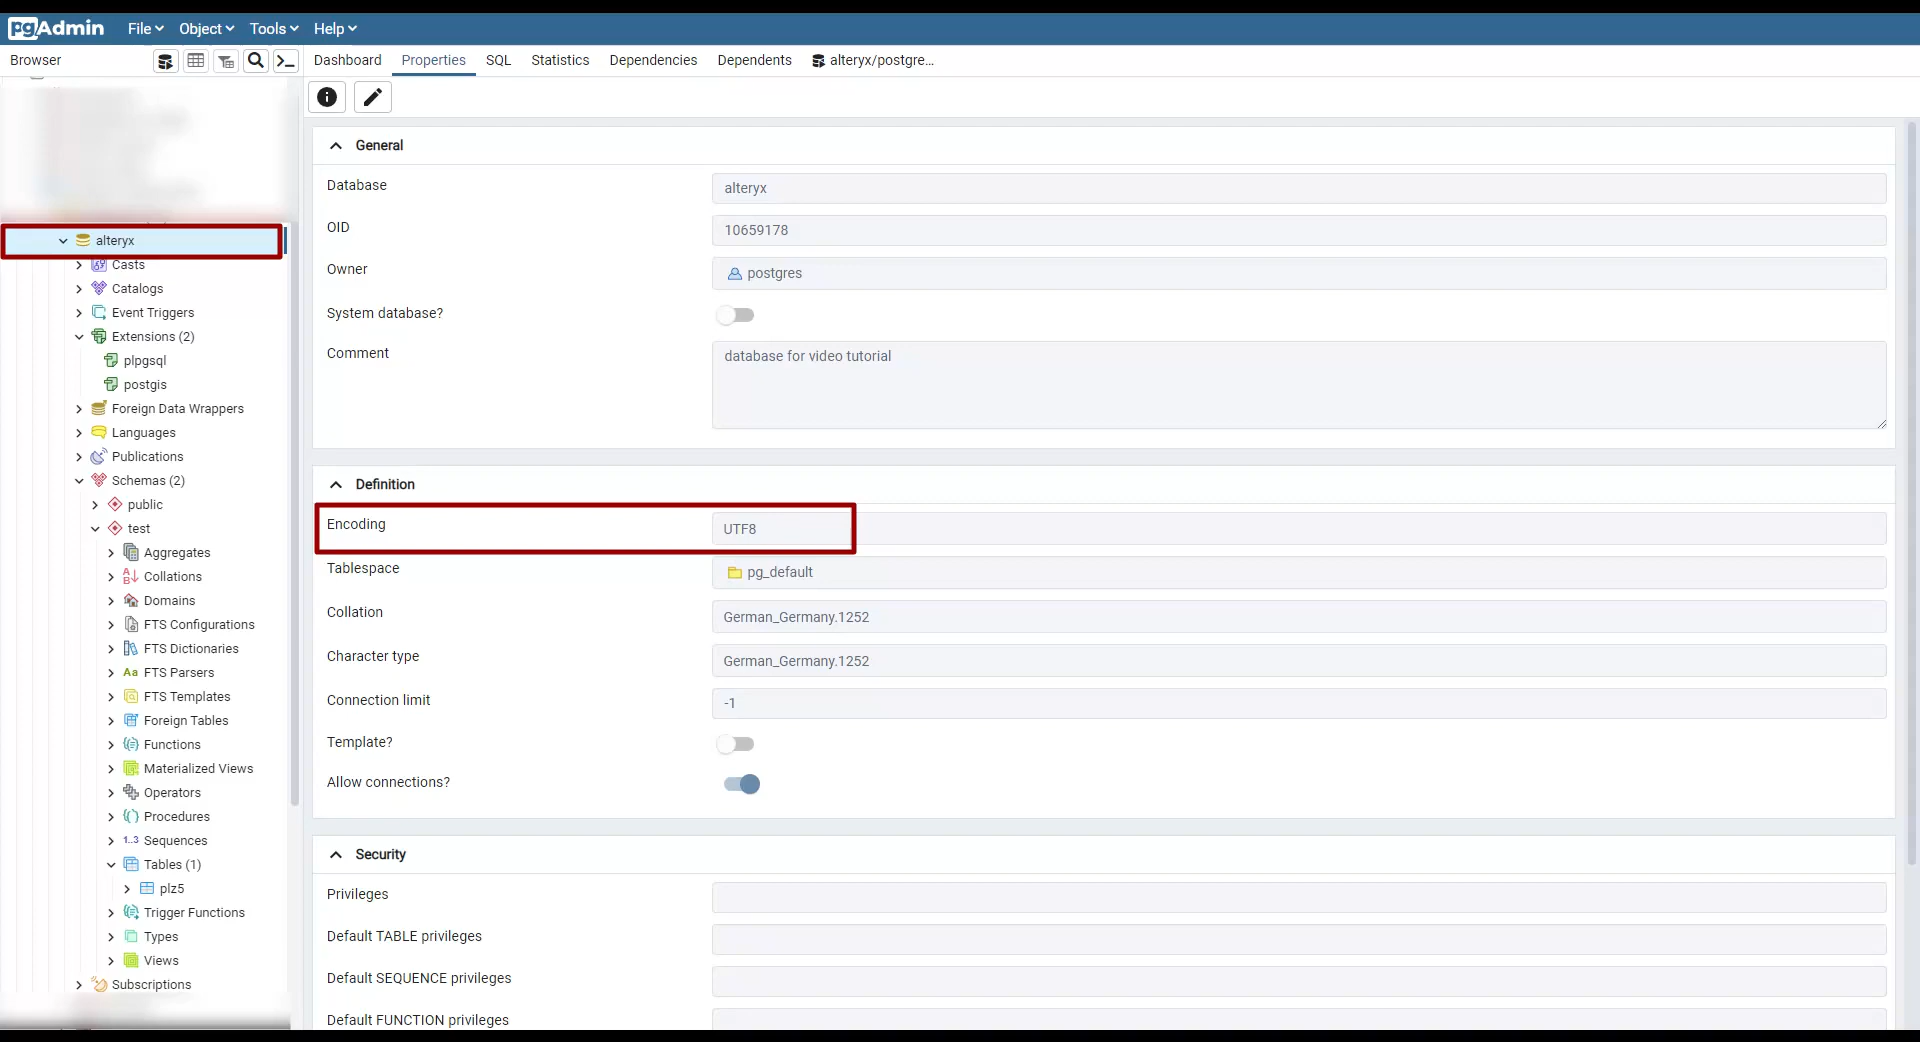 pgAdmin File Object Tools Help
Browser Dashboard Properties SQL Statistics Dependencies Dependents alteryx/postgre...
General
Database alteryx
OID 10659178
Owner postgres
System database?
Comment database for video tutorial
Definition
Encoding UTF8
Tablespace pg_default
Collation German_Germany.1252
Character type German_Germany.1252
Connection limit -1
Template?
Allow connections?
Security
Privileges
Default TABLE privileges
Default SEQUENCE privileges
Default FUNCTION privileges
alteryx
Casts
Catalogs
Event Triggers
Extensions (2)
plpgsql
postgis
Foreign Data Wrappers
Languages
Publications
Schemas (2)
public
test
Aggregates
Collations
Domains
FTS Configurations
FTS Dictionaries
Aa FTS Parsers
FTS Templates
Foreign Tables
Functions
Materialized Views
Operators
Procedures
1..3 Sequences
Tables (1)
plz5
Trigger Functions
Types
Views
Subscriptions